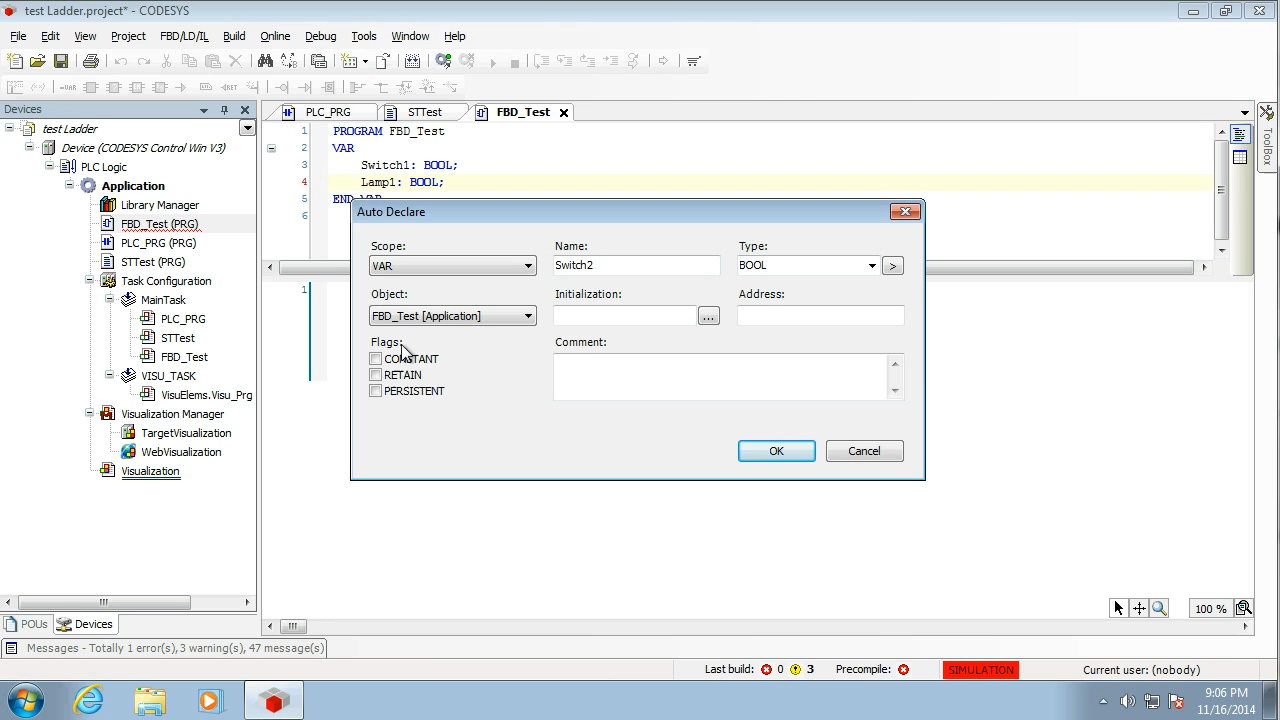 test Ladder.project* - CODESYS
File Edit View Project FBD/LD/IL Build Online Debug Tools Window Help
Devices
PLC_PRG STTest FBD_Test
test Ladder
Device (CODESYS Control Win V3)
PLC Logic
Application
Library Manager
FBD_Test (PRG)
PLC_PRG (PRG)
STTest (PRG)
Task Configuration
MainTask
PLC_PRG
STTest
FBD_Test
VISU_TASK
VisuElems.Visu_Prg
Visualization Manager
TargetVisualization
WebVisualization
Visualization
POUs Devices
1 PROGRAM FBD_Test
2 VAR
3 Switch1: BOOL;
4 Lamp1: BOOL;
5 END_VAR
6
1
ToolBox
Auto Declare
Scope: Name: Type:
VAR Switch2 BOOL >
Object: Initialization: Address:
FBD_Test [Application] ...
Flags: Comment:
CONSTANT
RETAIN
PERSISTENT
OK Cancel
100 %
Messages - Totally 1 error(s), 3 warning(s), 47 message(s)
Last build: 0 3 Precompile: SIMULATION Current user: (nobody)
9:06 PM
11/16/2014